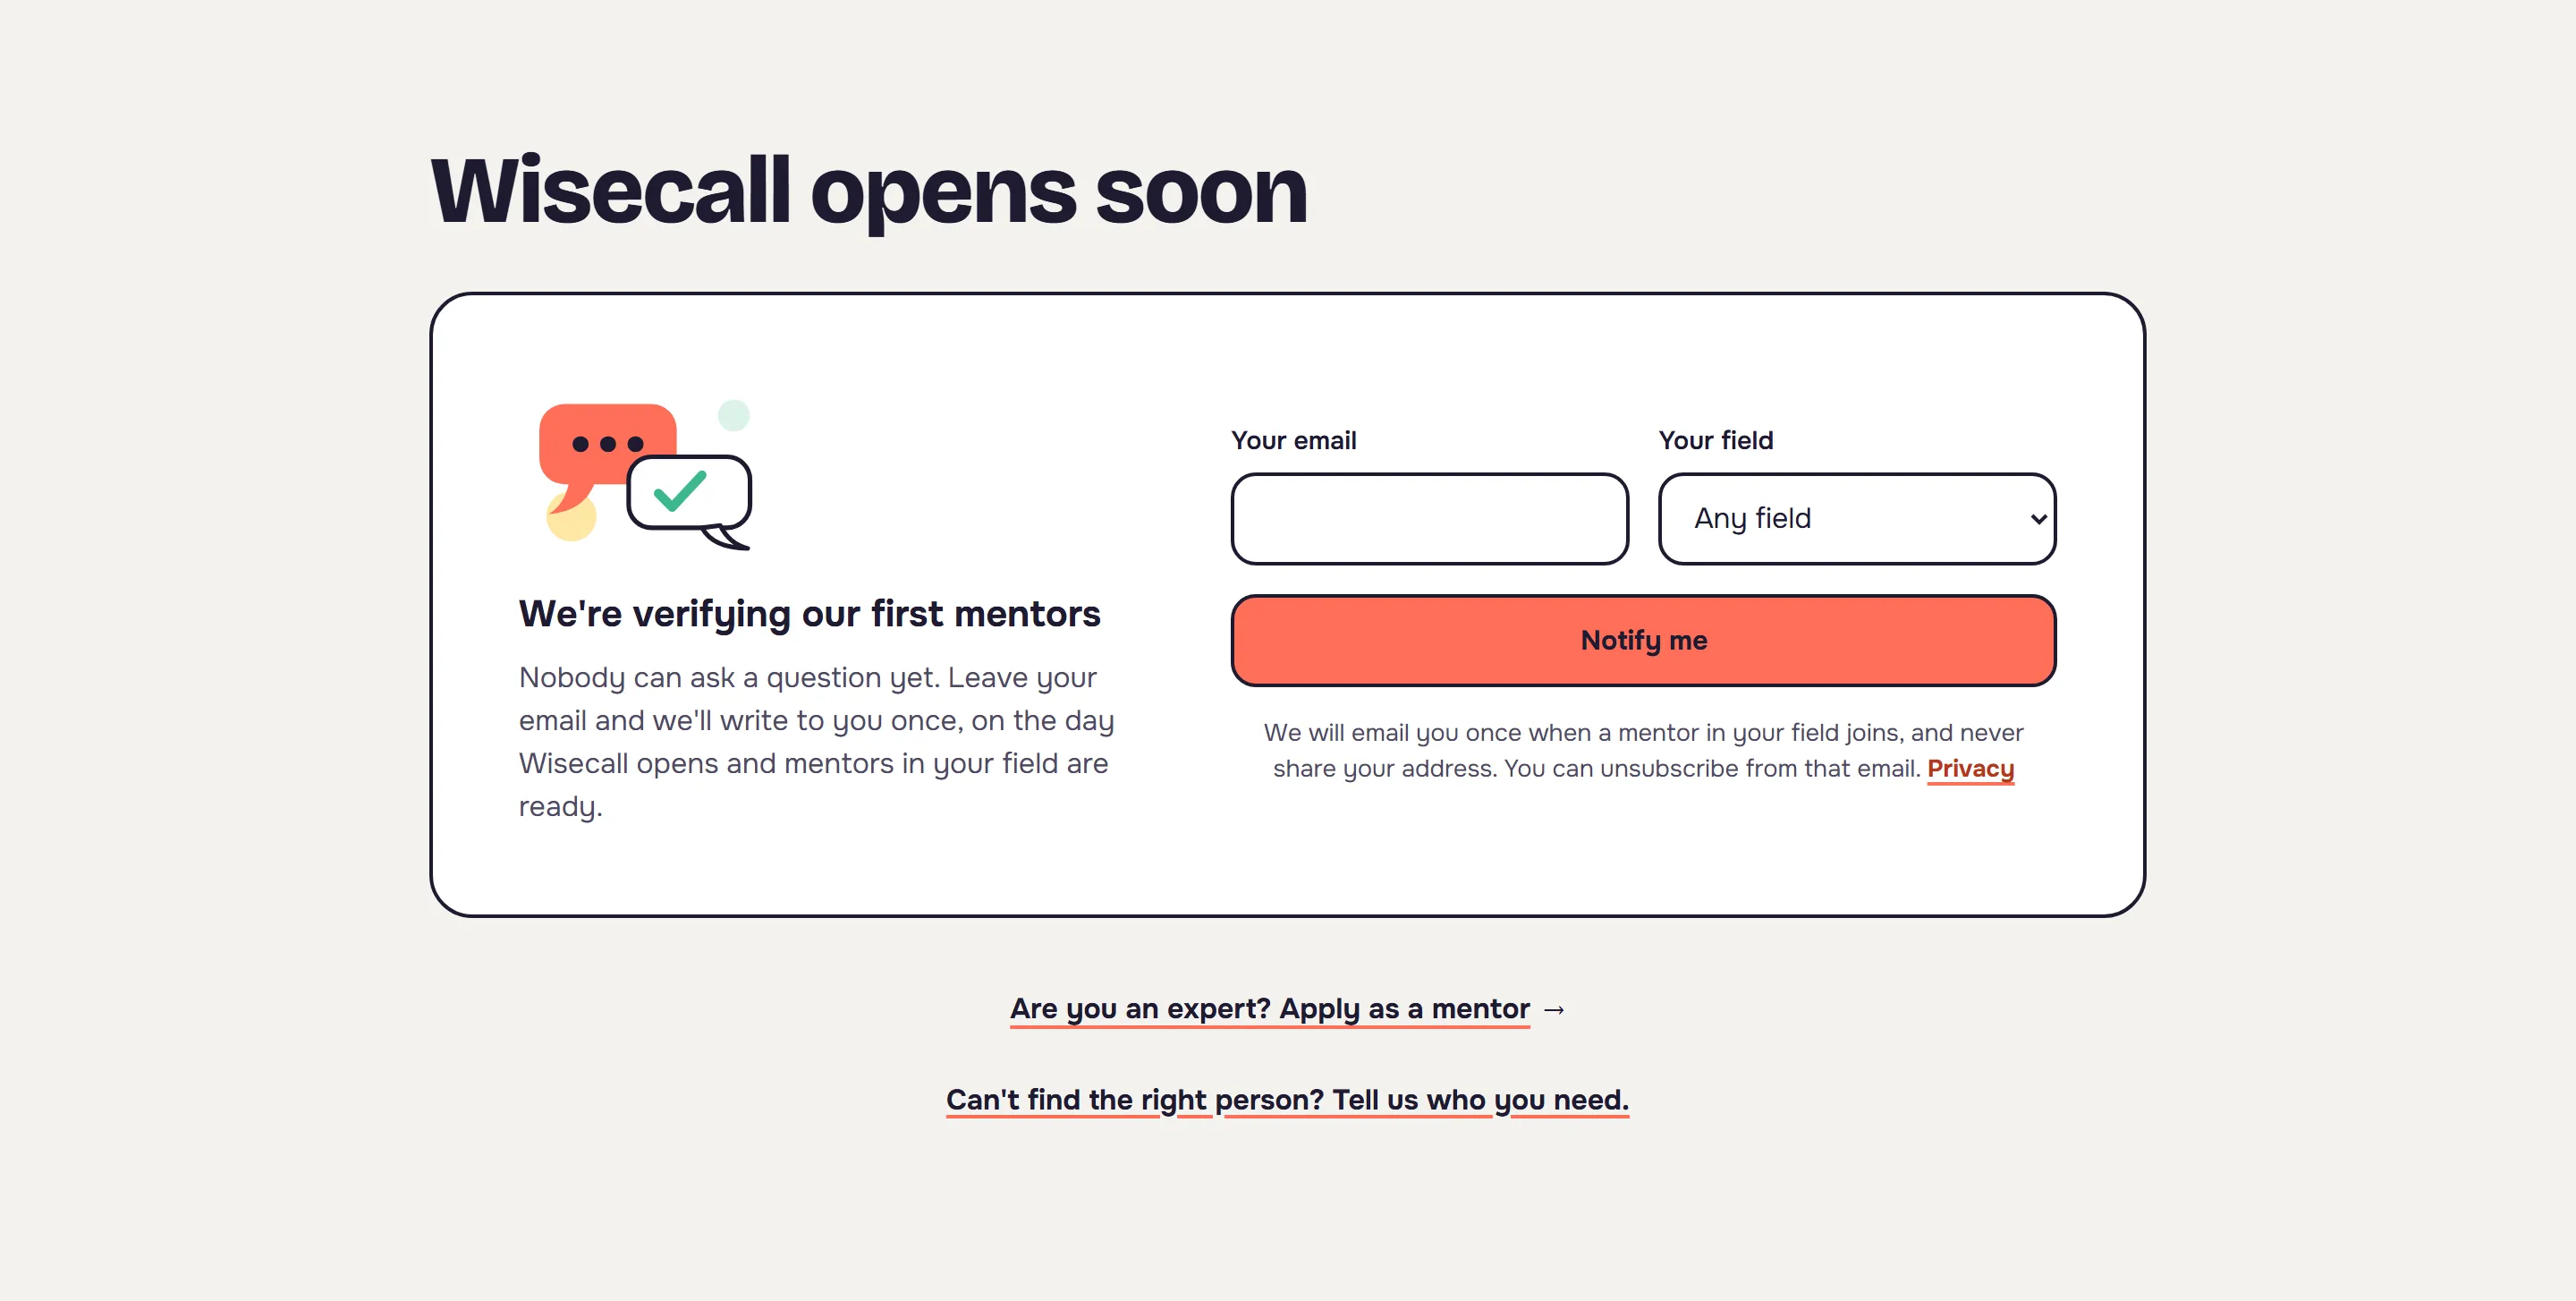 Wisecall opens soon
We're verifying our first mentors
Nobody can ask a question yet. Leave your
email and we'll write to you once, on the day
Wisecall opens and mentors in your field are
ready.
Your email
Your field
Any field
Notify me
We will email you once when a mentor in your field joins, and never
share your address. You can unsubscribe from that email. Privacy
Are you an expert? Apply as a mentor →
Can't find the right person? Tell us who you need.